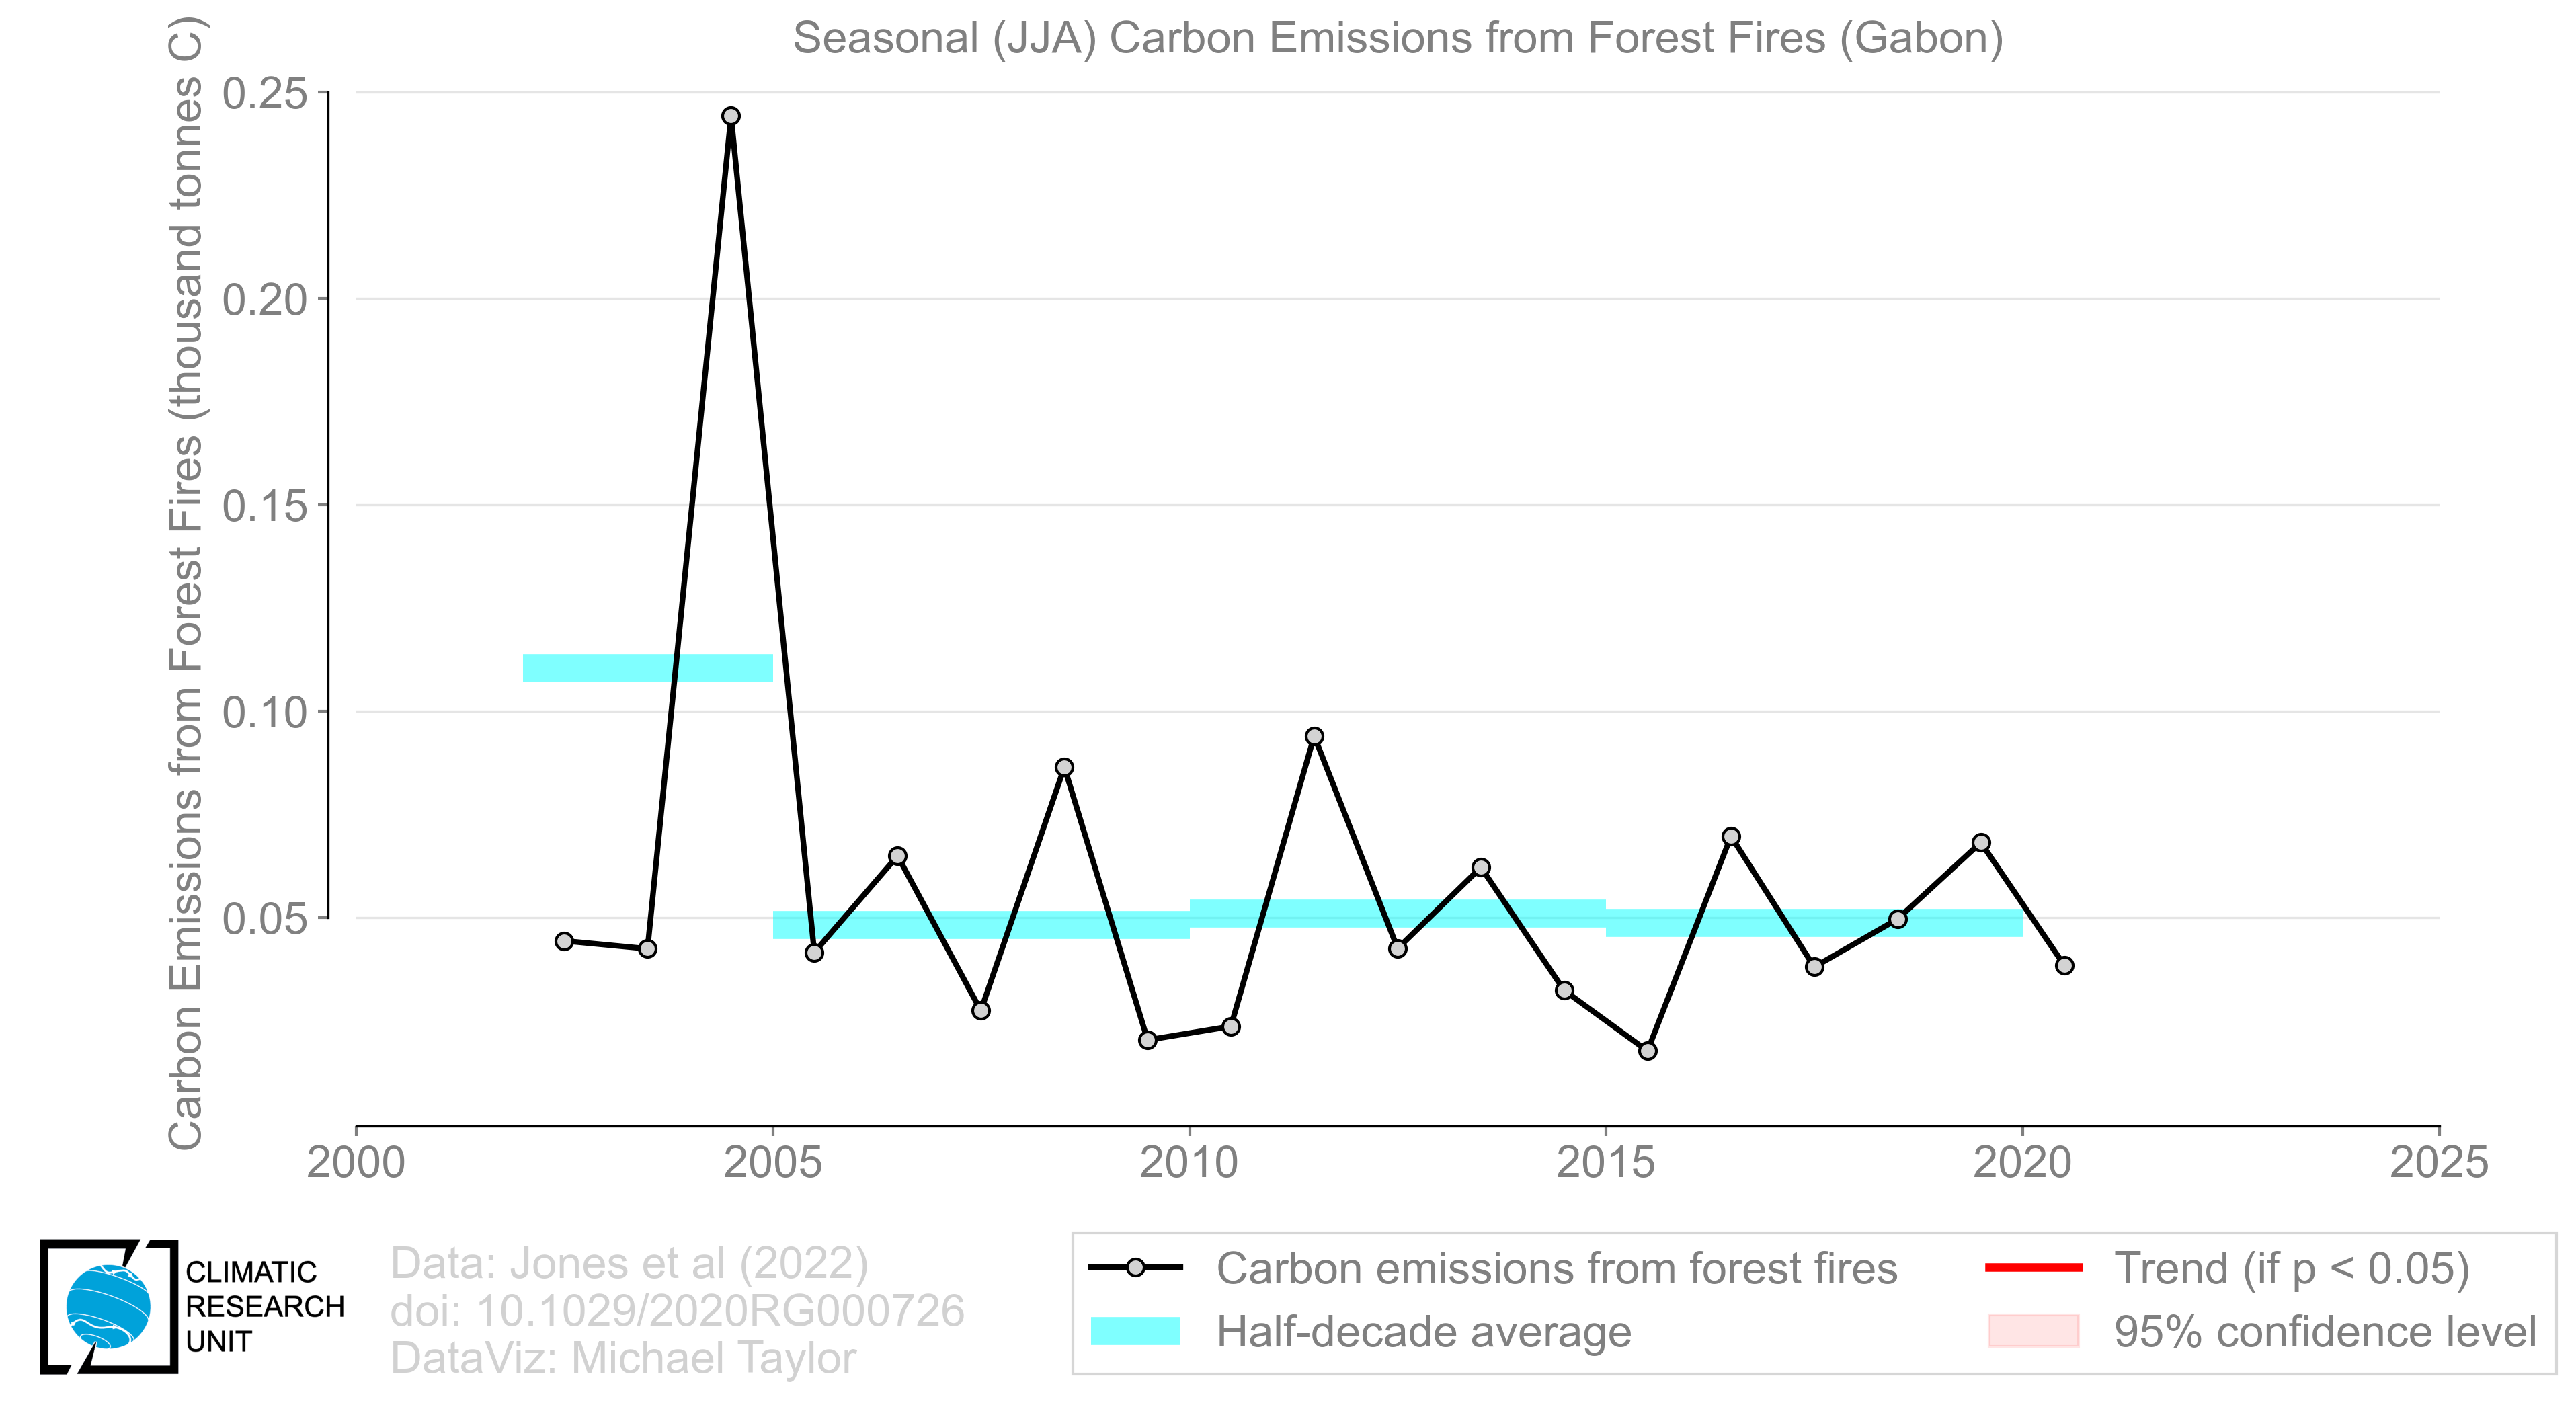 Seasonal (JJA) Carbon Emissions from Forest Fires (Gabon)
Carbon Emissions from Forest Fires (thousand tonnes C)
0.25
0.20
0.15
0.10
0.05
2000 2005 2010 2015 2020 2025
CLIMATIC
RESEARCH
UNIT
Data: Jones et al (2022)
doi: 10.1029/2020RG000726
DataViz: Michael Taylor
Carbon emissions from forest fires
Half-decade average
Trend (if p < 0.05)
95% confidence level